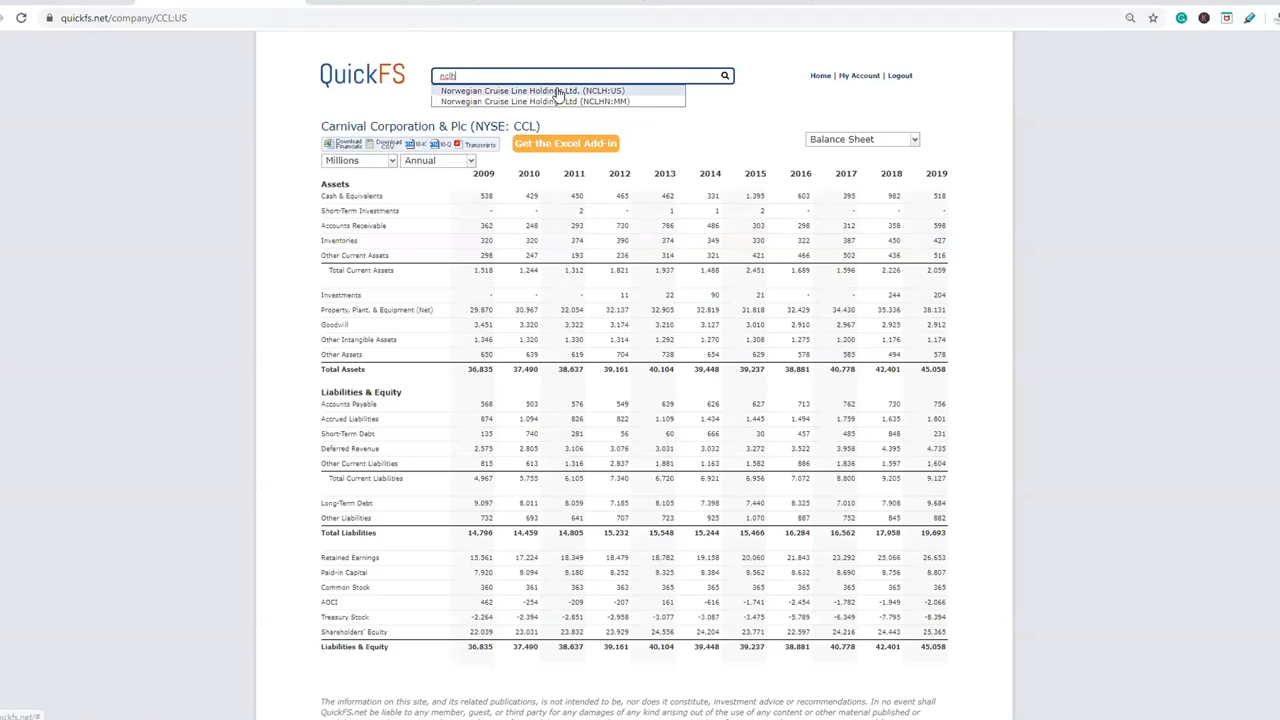 quickfs.net/company/CCL:US
QuickFS
nclh
Home | My Account | Logout
Norwegian Cruise Line Holdings Ltd. (NCLH:US)
Norwegian Cruise Line Holdings Ltd (NCLHN:MM)
Carnival Corporation & Plc (NYSE: CCL)
Download Financials Download CSV 10-K 10-Q Transcripts Get the Excel Add-in Balance Sheet
Millions Annual
2009 2010 2011 2012 2013 2014 2015 2016 2017 2018 2019
Assets
Cash & Equivalents 538 429 450 465 462 331 1,395 603 395 982 518
Short-Term Investments - - 2 - 1 1 2 - - - -
Accounts Receivable 362 248 293 730 786 486 303 298 312 358 598
Inventories 320 320 374 390 374 349 330 322 387 450 427
Other Current Assets 298 247 193 236 314 321 421 466 502 436 516
Total Current Assets 1,518 1,244 1,312 1,821 1,937 1,488 2,451 1,689 1,596 2,226 2,059
Investments - - - 11 22 90 21 - - 244 204
Property, Plant, & Equipment (Net) 29,870 30,967 32,054 32,137 32,905 32,819 31,818 32,429 34,430 35,336 38,131
Goodwill 3,451 3,320 3,322 3,174 3,210 3,127 3,010 2,910 2,967 2,925 2,912
Other Intangible Assets 1,346 1,320 1,330 1,314 1,292 1,270 1,308 1,275 1,200 1,176 1,174
Other Assets 650 639 619 704 738 654 629 578 585 494 578
Total Assets 36,835 37,490 38,637 39,161 40,104 39,448 39,237 38,881 40,778 42,401 45,058
Liabilities & Equity
Accounts Payable 568 503 576 549 639 626 627 713 762 730 756
Accrued Liabilities 874 1,094 826 822 1,109 1,434 1,445 1,494 1,759 1,635 1,801
Short-Term Debt 135 740 281 56 60 666 30 457 485 848 231
Deferred Revenue 2,575 2,805 3,106 3,076 3,031 3,032 3,272 3,522 3,958 4,395 4,735
Other Current Liabilities 815 613 1,316 2,837 1,881 1,163 1,582 886 1,836 1,597 1,604
Total Current Liabilities 4,967 5,755 6,105 7,340 6,720 6,921 6,956 7,072 8,800 9,205 9,127
Long-Term Debt 9,097 8,011 8,059 7,185 8,105 7,398 7,440 8,325 7,010 7,908 9,684
Other Liabilities 732 693 641 707 723 925 1,070 887 752 845 882
Total Liabilities 14,796 14,459 14,805 15,232 15,548 15,244 15,466 16,284 16,562 17,958 19,693
Retained Earnings 15,561 17,224 18,349 18,479 18,782 19,158 20,060 21,843 23,292 25,066 26,653
Paid-in Capital 7,920 8,094 8,180 8,252 8,325 8,384 8,562 8,632 8,690 8,756 8,807
Common Stock 360 361 363 363 365 365 365 365 365 365 365
AOCI 462 -254 -209 -207 161 -616 -1,741 -2,454 -1,782 -1,949 -2,066
Treasury Stock -2,264 -2,394 -2,851 -2,958 -3,077 -3,087 -3,475 -5,789 -6,349 -7,795 -8,394
Shareholders' Equity 22,039 23,031 23,832 23,929 24,556 24,204 23,771 22,597 24,216 24,443 25,365
Liabilities & Equity 36,835 37,490 38,637 39,161 40,104 39,448 39,237 38,881 40,778 42,401 45,058
The information on this site, and its related publications, is not intended to be, nor does it constitute, investment advice or recommendations. In no event shall
QuickFS.net be liable to any member, guest, or third party for any damages of any kind arising out of the use of any content or other material published or
uickfs.net/#